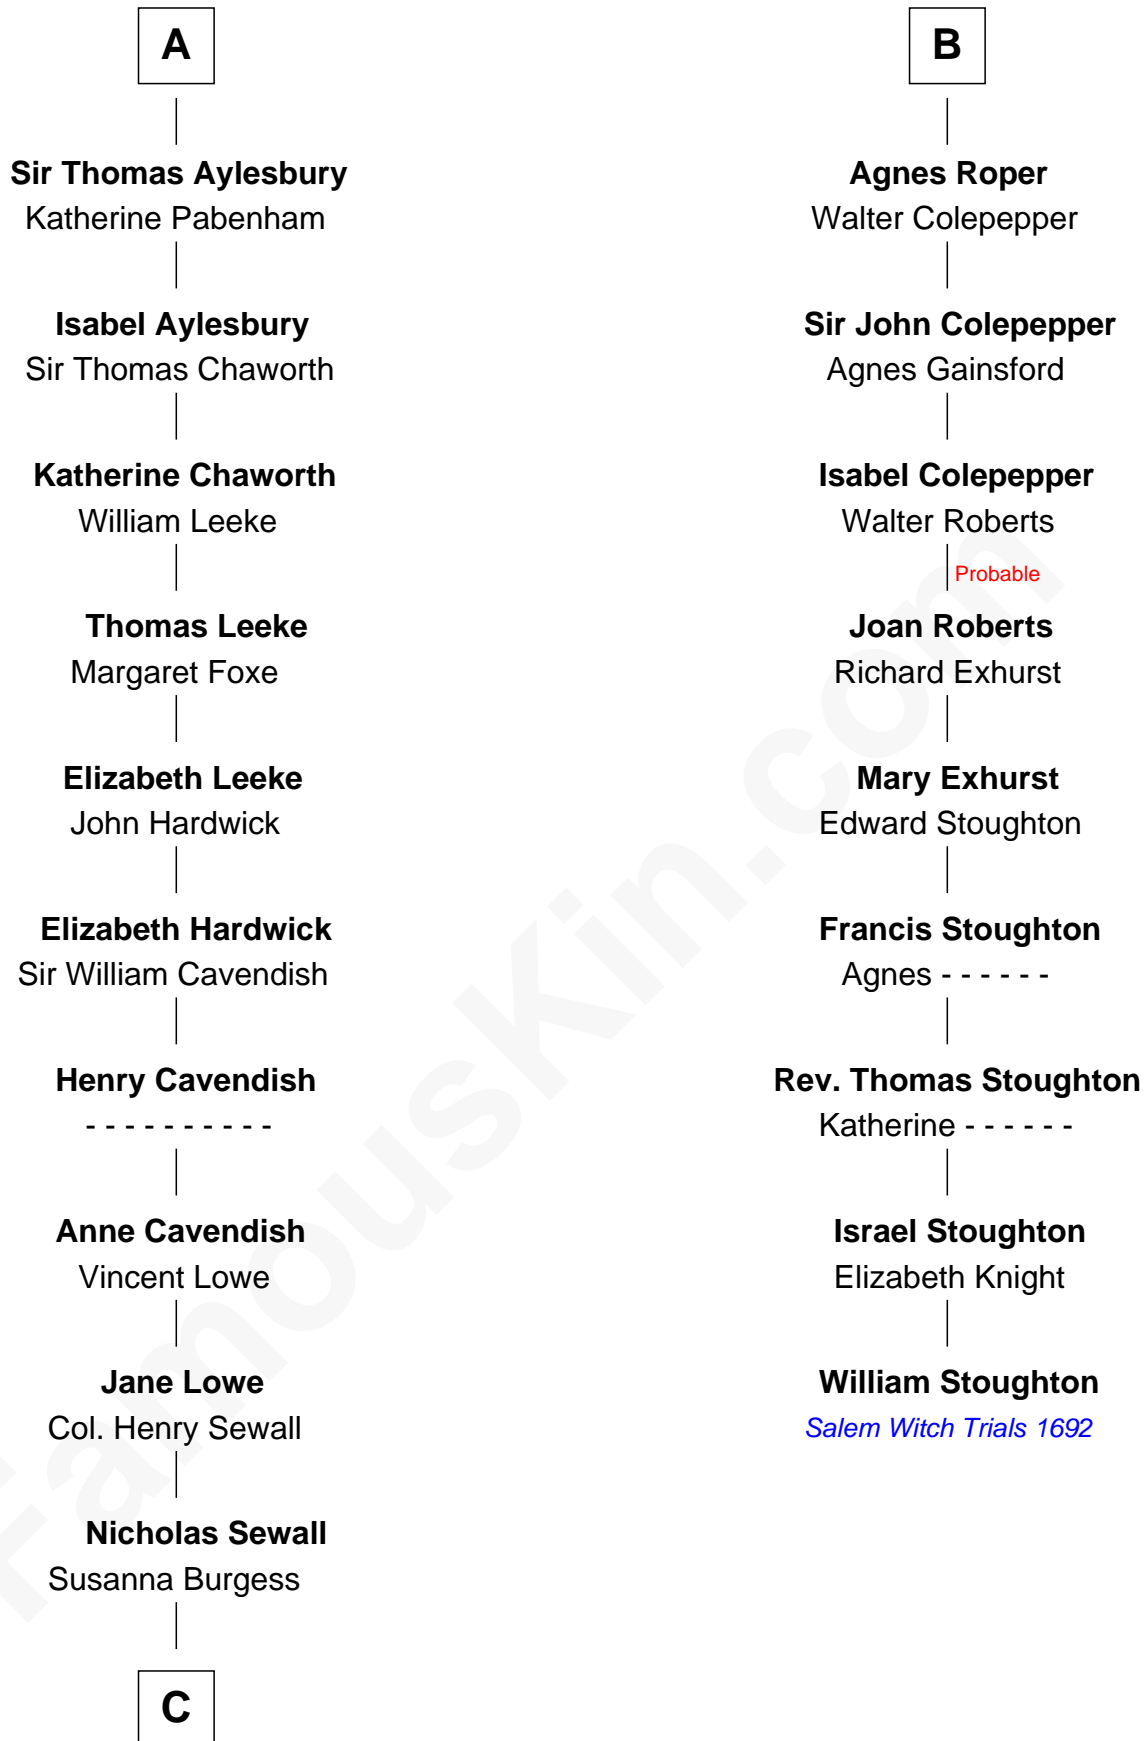 A
Sir Thomas Aylesbury
Katherine Pabenham
Isabel Aylesbury
Sir Thomas Chaworth
Katherine Chaworth
William Leeke
Thomas Leeke
Margaret Foxe
Elizabeth Leeke
John Hardwick
Elizabeth Hardwick
Sir William Cavendish
Henry Cavendish
- - - - - - - - - -
Anne Cavendish
Vincent Lowe
Jane Lowe
Col. Henry Sewall
Nicholas Sewall
Susanna Burgess
C
B
Agnes Roper
Walter Colepepper
Sir John Colepepper
Agnes Gainsford
Isabel Colepepper
Walter Roberts
Probable
Joan Roberts
Richard Exhurst
Mary Exhurst
Edward Stoughton
Francis Stoughton
Agnes - - - - - -
Rev. Thomas Stoughton
Katherine - - - - - -
Israel Stoughton
Elizabeth Knight
William Stoughton
Salem Witch Trials 1692
FamousKin.com